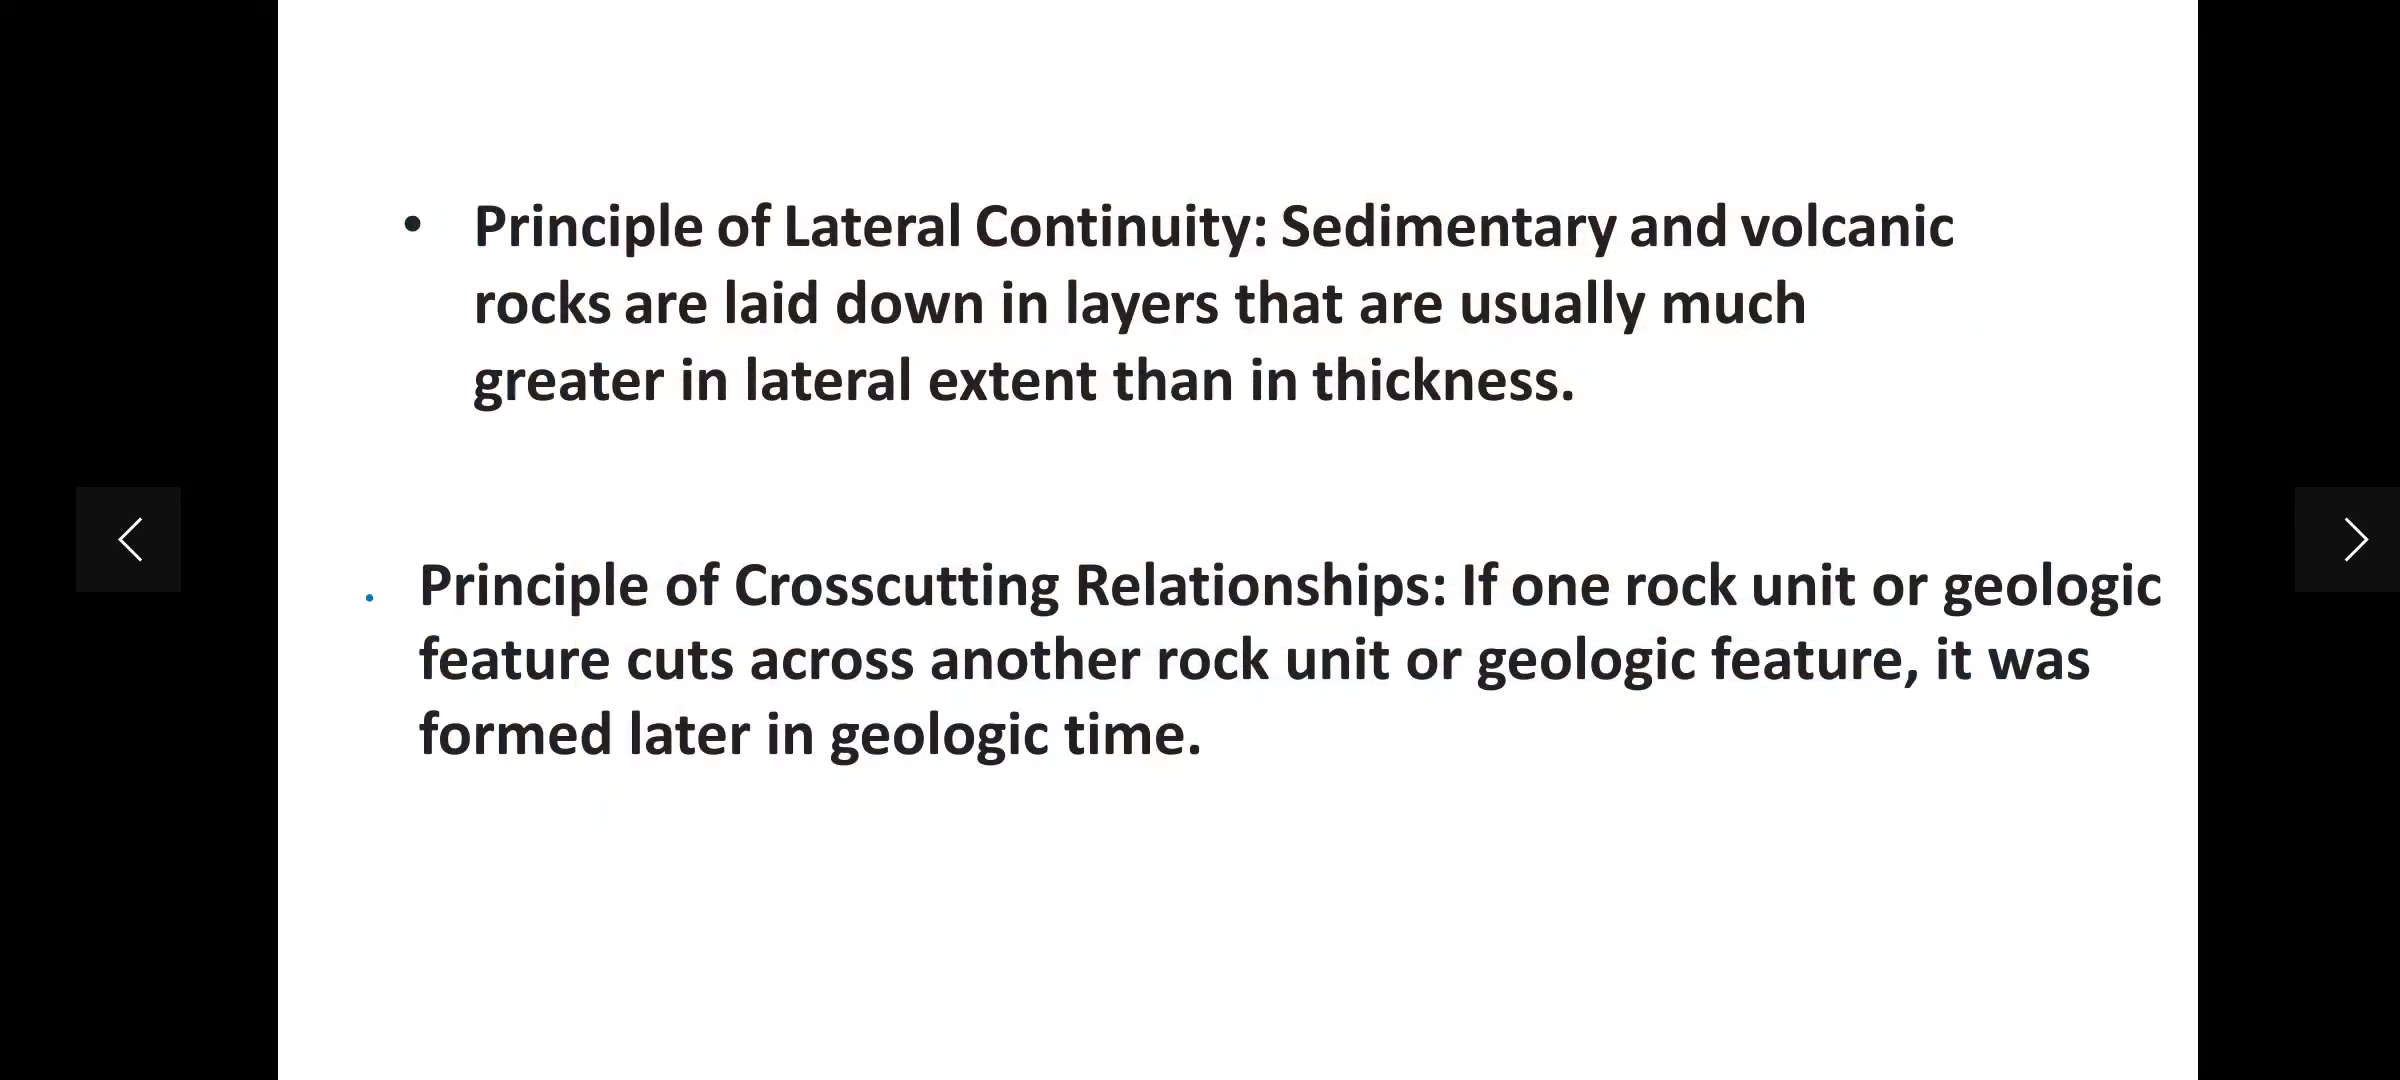 • Principle of Lateral Continuity: Sedimentary and volcanic
rocks are laid down in layers that are usually much
greater in lateral extent than in thickness.
• Principle of Crosscutting Relationships: If one rock unit or geologic
feature cuts across another rock unit or geologic feature, it was
formed later in geologic time.